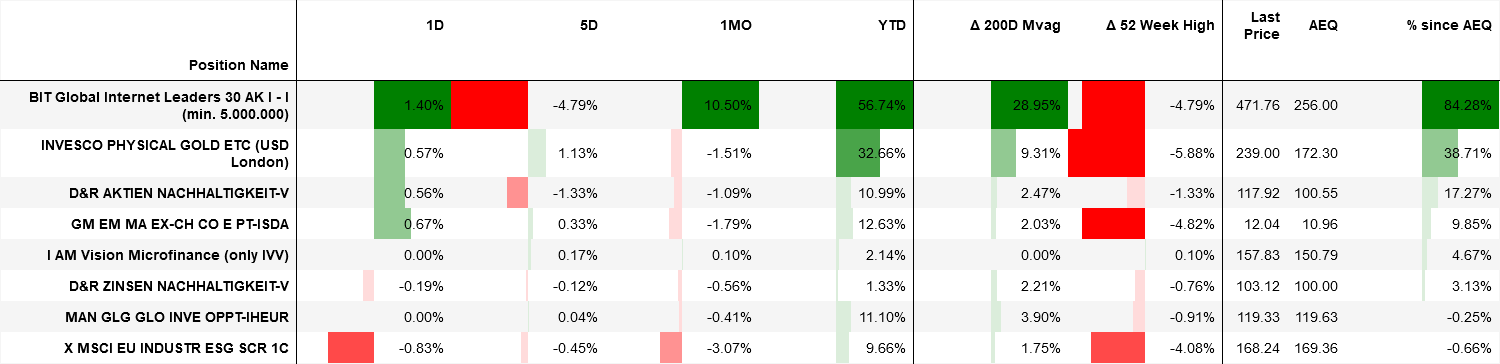 Position Name 1D 5D 1MO YTD Δ 200D Mvag Δ 52 Week High Last Price AEQ % since AEQ
BIT Global Internet Leaders 30 AK I - I (min. 5.000.000) 1.40% -4.79% 10.50% 56.74% 28.95% -4.79% 471.76 256.00 84.28%
INVESCO PHYSICAL GOLD ETC (USD London) 0.57% 1.13% -1.51% 32.66% 9.31% -5.88% 239.00 172.30 38.71%
D&R AKTIEN NACHHALTIGKEIT-V 0.56% -1.33% -1.09% 10.99% 2.47% -1.33% 117.92 100.55 17.27%
GM EM MA EX-CH CO E PT-ISDA 0.67% 0.33% -1.79% 12.63% 2.03% -4.82% 12.04 10.96 9.85%
I AM Vision Microfinance (only IVV) 0.00% 0.17% 0.10% 2.14% 0.00% 0.10% 157.83 150.79 4.67%
D&R ZINSEN NACHHALTIGKEIT-V -0.19% -0.12% -0.56% 1.33% 2.21% -0.76% 103.12 100.00 3.13%
MAN GLG GLO INVE OPPT-IHEUR 0.00% 0.04% -0.41% 11.10% 3.90% -0.91% 119.33 119.63 -0.25%
X MSCI EU INDUSTR ESG SCR 1C -0.83% -0.45% -3.07% 9.66% 1.75% -4.08% 168.24 169.36 -0.66%